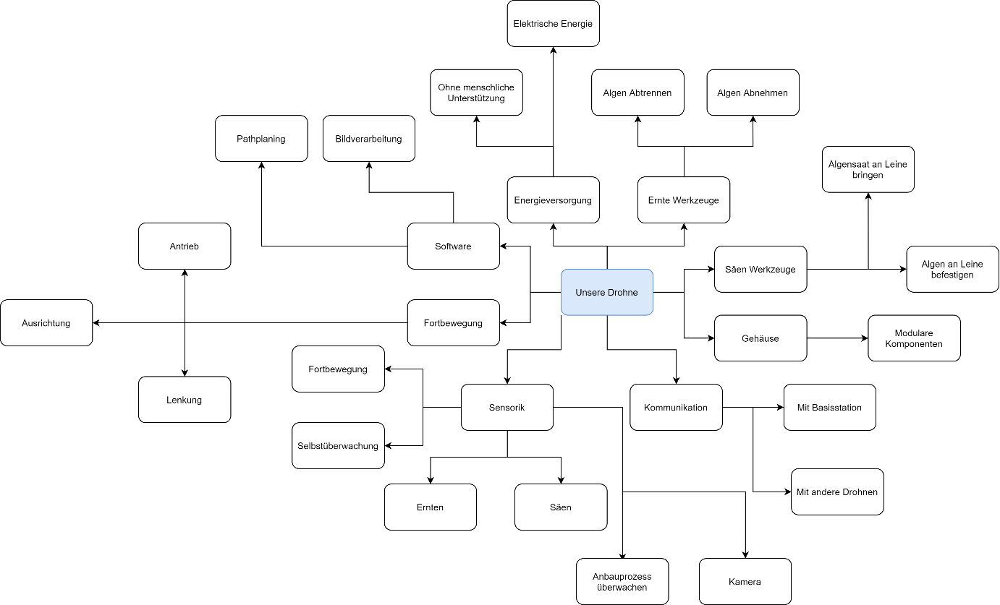 Elektrische Energie
Ohne menschliche
Unterstützung
Algen Abtrennen
Algen Abnehmen
Pathplaning
Bildverarbeitung
Algensaat an Leine
bringen
Energieversorgung
Ernte Werkzeuge
Antrieb
Software
Säen Werkzeuge
Algen an Leine
befestigen
Unsere Drohne
Ausrichtung
Fortbewegung
Gehäuse
Modulare
Komponenten
Fortbewegung
Lenkung
Sensorik
Kommunikation
Mit Basisstation
Selbstüberwachung
Mit andere Drohnen
Ernten
Säen
Anbauprozess
überwachen
Kamera